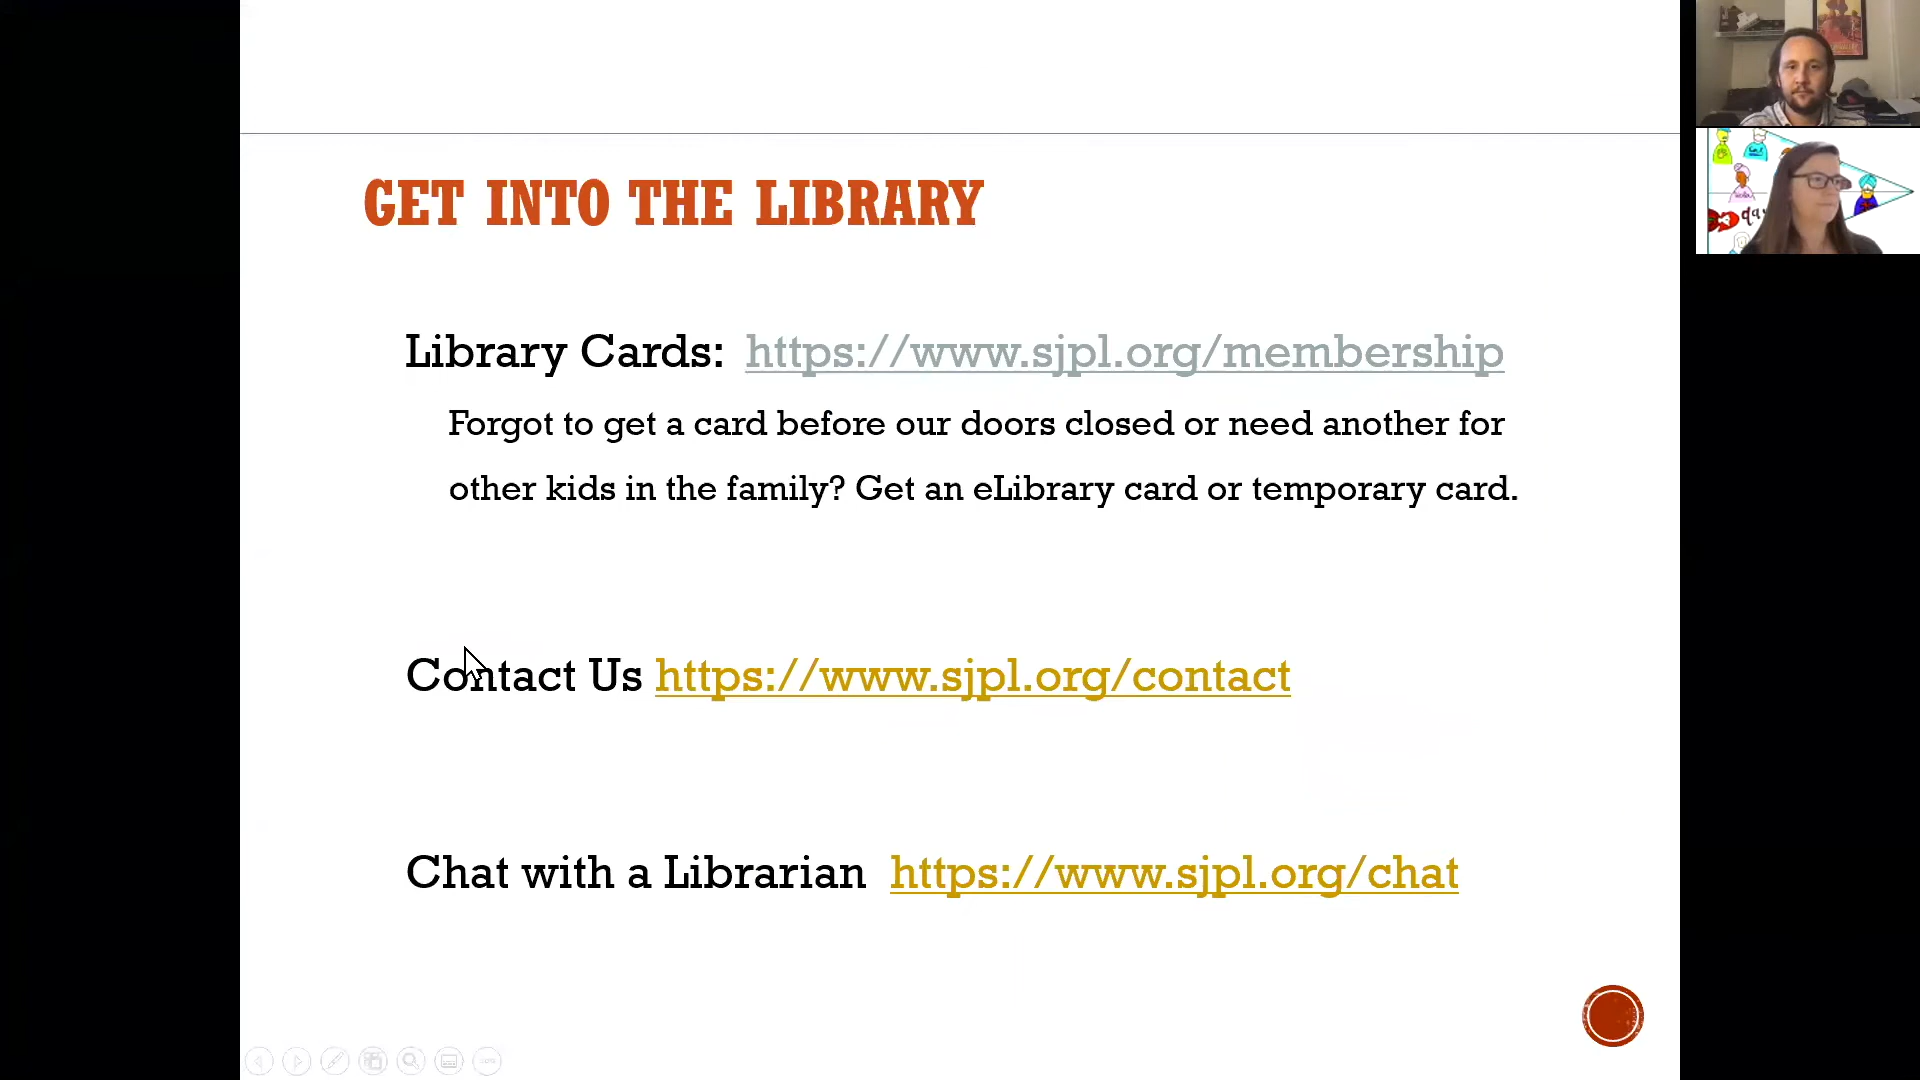 GET INTO THE LIBRARY
Library Cards: https://www.sjpl.org/membership
Forgot to get a card before our doors closed or need another for
other kids in the family? Get an eLibrary card or temporary card.
Contact Us https://www.sjpl.org/contact
Chat with a Librarian https://www.sjpl.org/chat